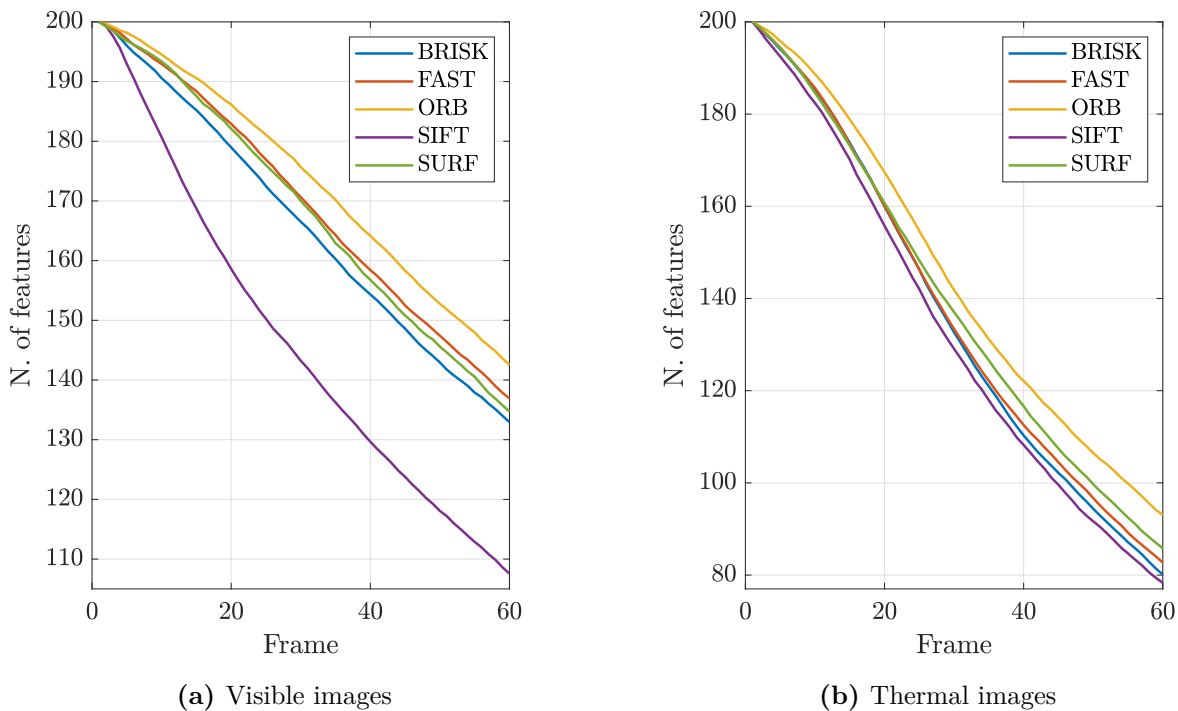 200
190
180
170
160
150
140
130
120
110
N. of features
0 20 40 60
Frame
BRISK
FAST
ORB
SIFT
SURF
(a) Visible images
200
180
160
140
120
100
80
N. of features
0 20 40 60
Frame
BRISK
FAST
ORB
SIFT
SURF
(b) Thermal images